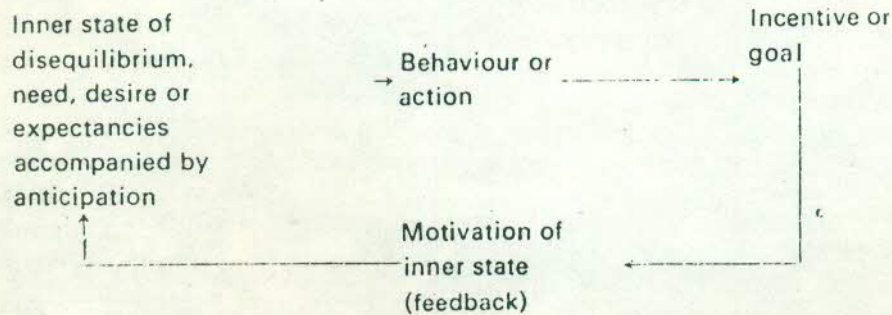 Inner state of
disequilibrium,
need, desire or
expectancies
accompanied by
anticipation
Behaviour or
action
Incentive or
goal
Motivation of
inner state
(feedback)